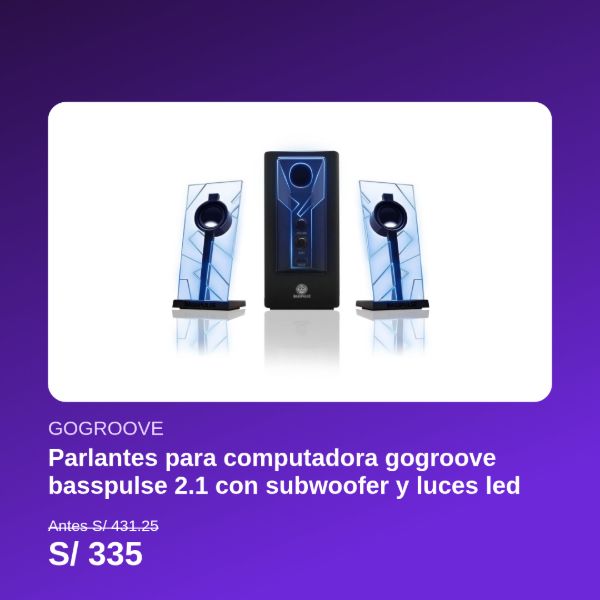 GOGROOVE
Parlantes para computadora gogroove
basspulse 2.1 con subwoofer y luces led
Antes S/ 431.25
S/ 335